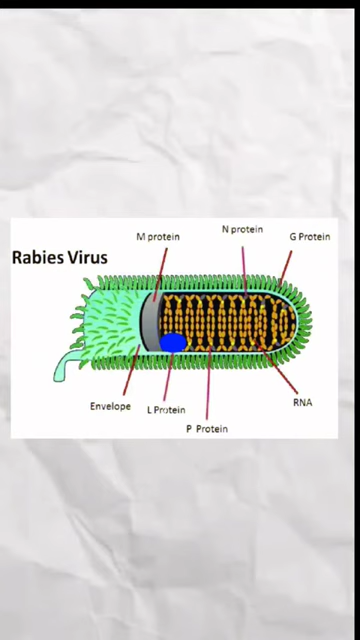 N protein
M protein
G Protein
Rabies Virus
Envelope
L Protein
RNA
P Protein